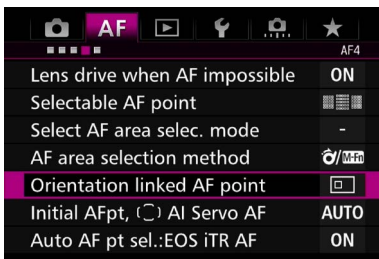 AF
AF4
Lens drive when AF impossible ON
Selectable AF point
Select AF area selec. mode -
AF area selection method /M-Fn
Orientation linked AF point
Initial AFpt, ( ) AI Servo AF AUTO
Auto AF pt sel.:EOS iTR AF ON